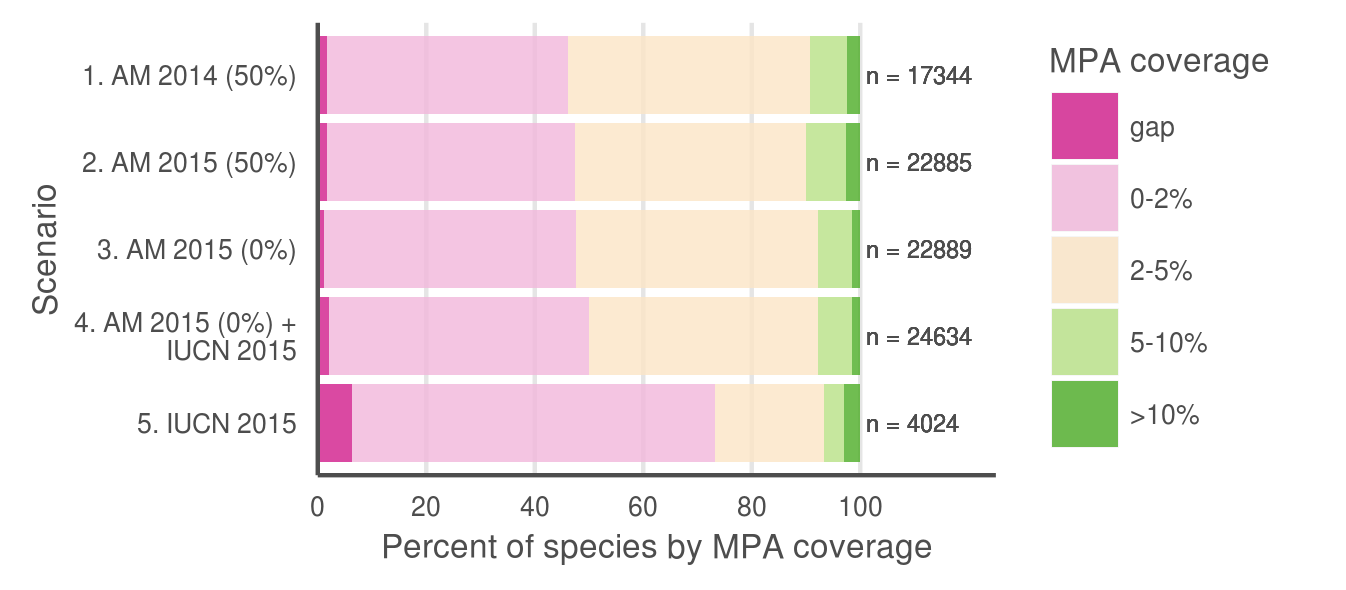 Scenario
1. AM 2014 (50%)
2. AM 2015 (50%)
3. AM 2015 (0%)
4. AM 2015 (0%) +
IUCN 2015
5. IUCN 2015
n = 17344
n = 22885
n = 22889
n = 24634
n = 4024
0 20 40 60 80 100
Percent of species by MPA coverage
MPA coverage
gap
0-2%
2-5%
5-10%
>10%